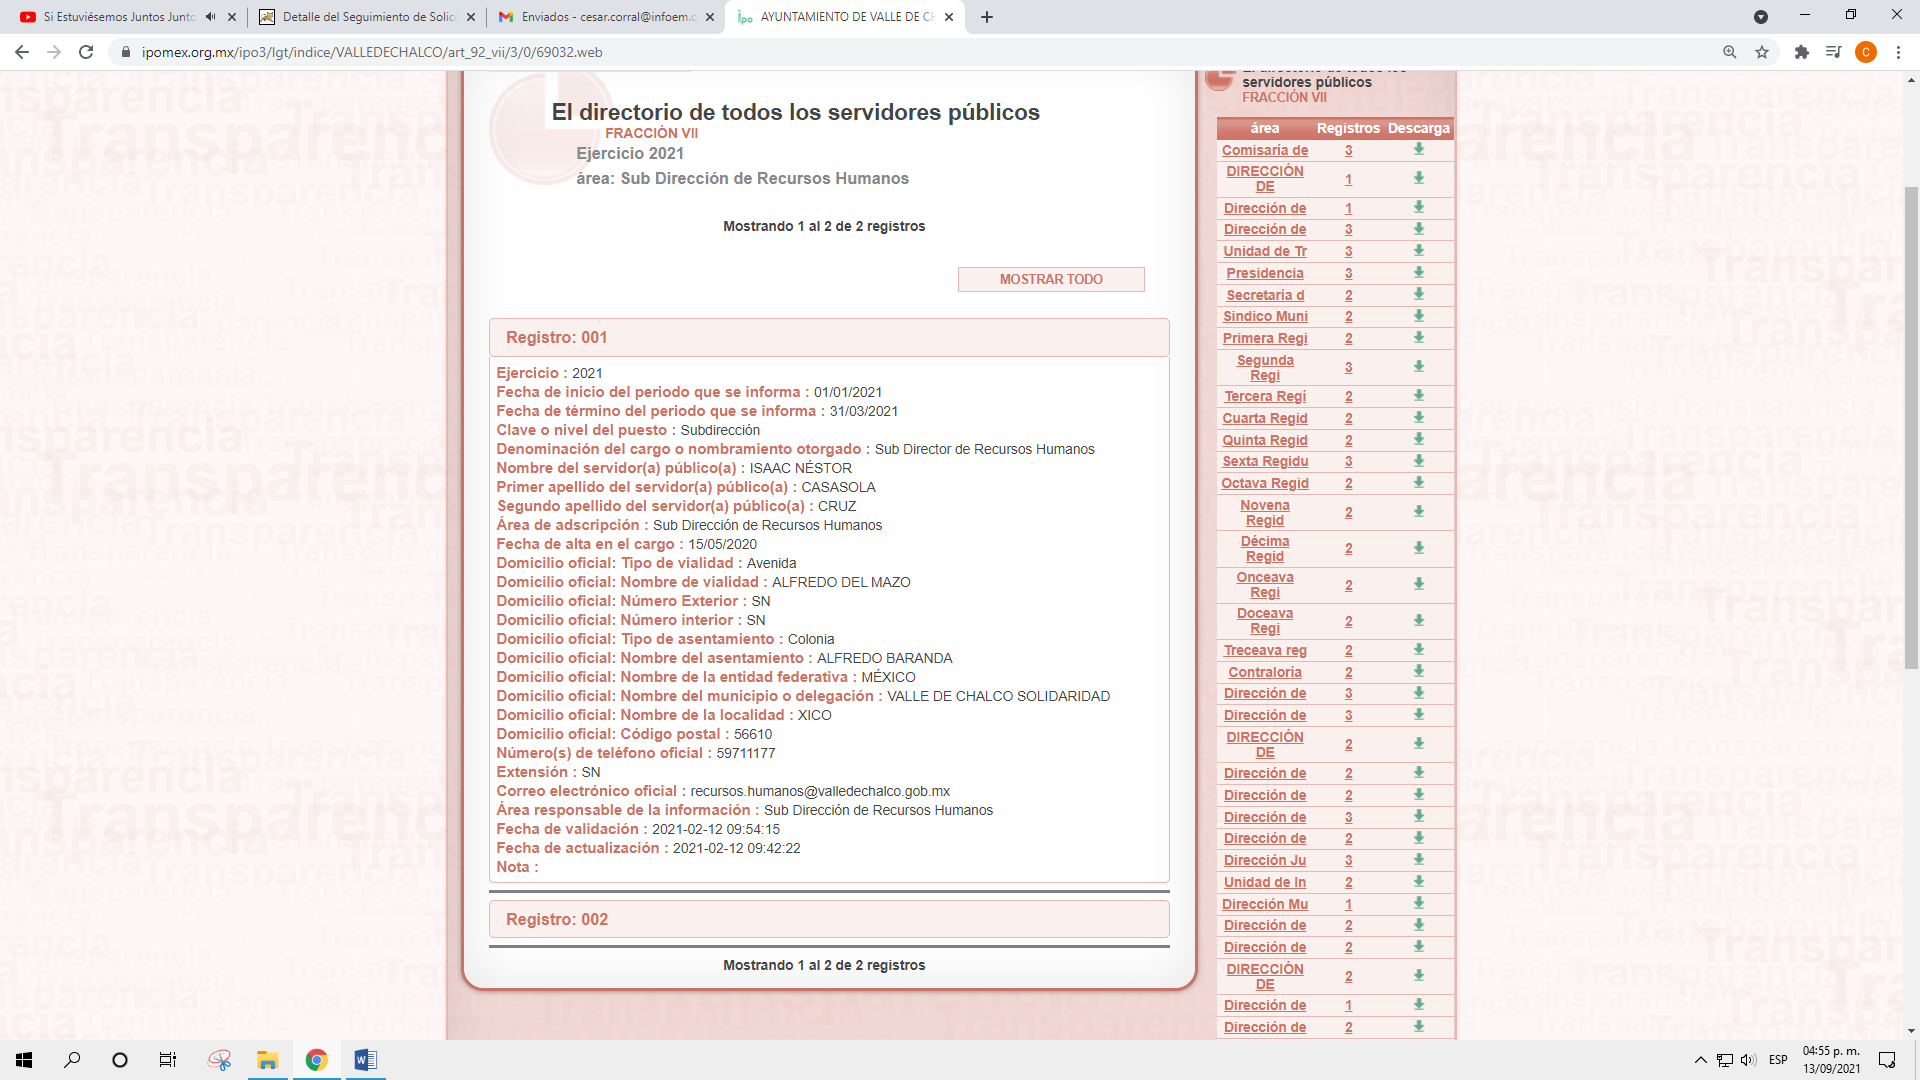 Si Estuviésemos Juntos Junto
Detalle del Seguimiento de Solici
Enviados - cesar.corral@infoem.o
ipo AYUNTAMIENTO DE VALLE DE CH
ipomex.org.mx/ipo3/lgt/indice/VALLEDECHALCO/art_92_vii/3/0/69032.web
C
El directorio de todos los servidores públicos
FRACCIÓN VII
Ejercicio 2021
área: Sub Dirección de Recursos Humanos
Mostrando 1 al 2 de 2 registros
MOSTRAR TODO
Registro: 001
Ejercicio : 2021
Fecha de inicio del periodo que se informa : 01/01/2021
Fecha de término del periodo que se informa : 31/03/2021
Clave o nivel del puesto : Subdirección
Denominación del cargo o nombramiento otorgado : Sub Director de Recursos Humanos
Nombre del servidor(a) público(a) : ISAAC NÉSTOR
Primer apellido del servidor(a) público(a) : CASASOLA
Segundo apellido del servidor(a) público(a) : CRUZ
Área de adscripción : Sub Dirección de Recursos Humanos
Fecha de alta en el cargo : 15/05/2020
Domicilio oficial: Tipo de vialidad : Avenida
Domicilio oficial: Nombre de vialidad : ALFREDO DEL MAZO
Domicilio oficial: Número Exterior : SN
Domicilio oficial: Número interior : SN
Domicilio oficial: Tipo de asentamiento : Colonia
Domicilio oficial: Nombre del asentamiento : ALFREDO BARANDA
Domicilio oficial: Nombre de la entidad federativa : MÉXICO
Domicilio oficial: Nombre del municipio o delegación : VALLE DE CHALCO SOLIDARIDAD
Domicilio oficial: Nombre de la localidad : XICO
Domicilio oficial: Código postal : 56610
Número(s) de teléfono oficial : 59711177
Extensión : SN
Correo electrónico oficial : recursos.humanos@valledechalco.gob.mx
Área responsable de la información : Sub Dirección de Recursos Humanos
Fecha de validación : 2021-02-12 09:54:15
Fecha de actualización : 2021-02-12 09:42:22
Nota :
Registro: 002
Mostrando 1 al 2 de 2 registros
El directorio de todos los
servidores públicos
FRACCIÓN VII
área Registros Descarga
Comisaría de 3
DIRECCIÓN
DE 1
Dirección de 1
Dirección de 3
Unidad de Tr 3
Presidencia 3
Secretaría d 2
Sindico Muni 2
Primera Regi 2
Segunda
Regi 3
Tercera Regi 2
Cuarta Regid 2
Quinta Regid 2
Sexta Regidu 3
Octava Regid 2
Novena
Regid 2
Décima
Regid 2
Onceava
Regi 2
Doceava
Regi 2
Treceava reg 2
Contraloría 2
Dirección de 3
Dirección de 3
DIRECCIÓN
DE 2
Dirección de 2
Dirección de 2
Dirección de 3
Dirección de 2
Dirección Ju 3
Unidad de In 2
Dirección Mu 1
Dirección de 2
Dirección de 2
DIRECCIÓN
DE 2
Dirección de 1
Dirección de 2
ESP
04:55 p. m.
13/09/2021